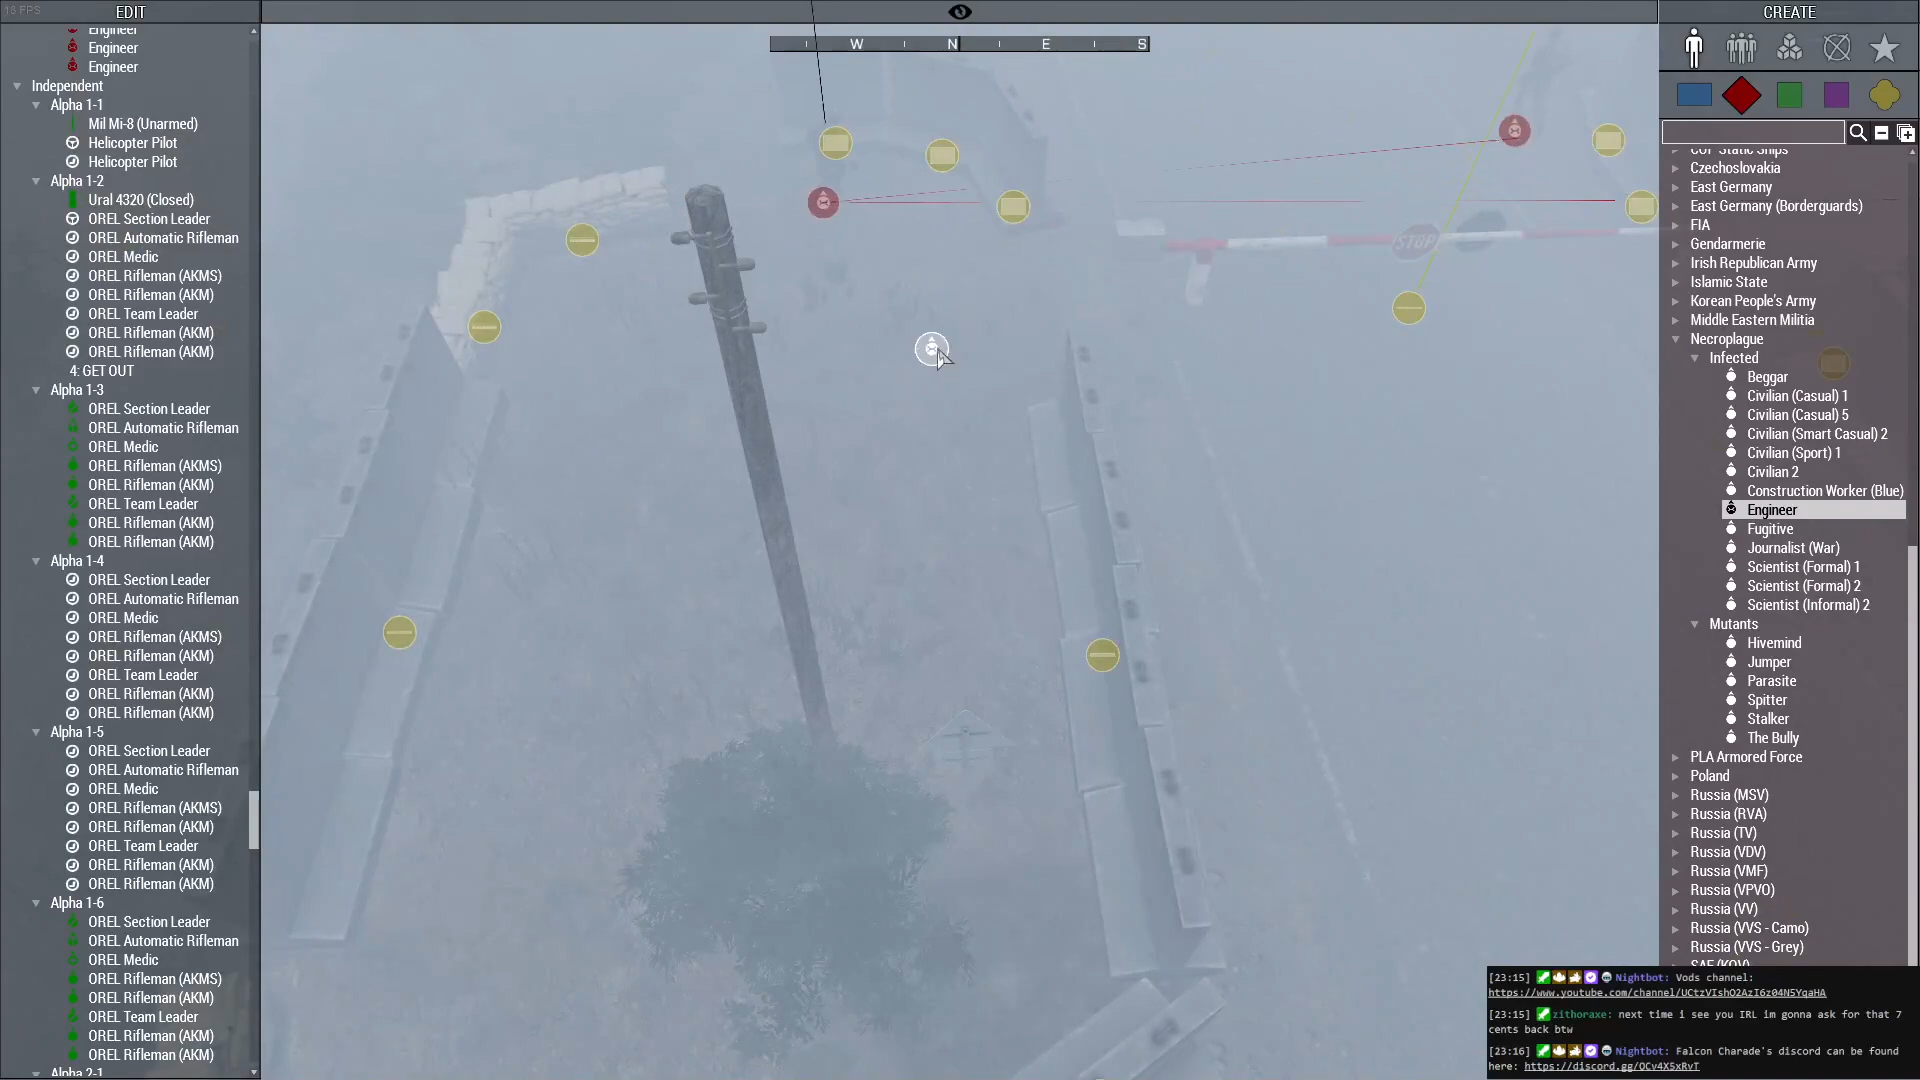 16 FPS
EDIT
CREATE
W
N
E
S
Engineer
Engineer
Engineer
Independent
Alpha 1-1
Mil Mi-8 (Unarmed)
Helicopter Pilot
Helicopter Pilot
Alpha 1-2
Ural 4320 (Closed)
OREL Section Leader
OREL Automatic Rifleman
OREL Medic
OREL Rifleman (AKMS)
OREL Rifleman (AKM)
OREL Team Leader
OREL Rifleman (AKM)
OREL Rifleman (AKM)
4: GET OUT
Alpha 1-3
OREL Section Leader
OREL Automatic Rifleman
OREL Medic
OREL Rifleman (AKMS)
OREL Rifleman (AKM)
OREL Team Leader
OREL Rifleman (AKM)
OREL Rifleman (AKM)
Alpha 1-4
OREL Section Leader
OREL Automatic Rifleman
OREL Medic
OREL Rifleman (AKMS)
OREL Rifleman (AKM)
OREL Team Leader
OREL Rifleman (AKM)
OREL Rifleman (AKM)
Alpha 1-5
OREL Section Leader
OREL Automatic Rifleman
OREL Medic
OREL Rifleman (AKMS)
OREL Rifleman (AKM)
OREL Team Leader
OREL Rifleman (AKM)
OREL Rifleman (AKM)
Alpha 1-6
OREL Section Leader
OREL Automatic Rifleman
OREL Medic
OREL Rifleman (AKMS)
OREL Rifleman (AKM)
OREL Team Leader
OREL Rifleman (AKM)
OREL Rifleman (AKM)
Alpha 2-1
STOP
Static Ships
Czechoslovakia
East Germany
East Germany (Borderguards)
FIA
Gendarmerie
Irish Republican Army
Islamic State
Korean People's Army
Middle Eastern Militia
Necroplague
Infected
Beggar
Civilian (Casual) 1
Civilian (Casual) 5
Civilian (Smart Casual) 2
Civilian (Sport) 1
Civilian 2
Construction Worker (Blue)
Engineer
Fugitive
Journalist (War)
Scientist (Formal) 1
Scientist (Formal) 2
Scientist (Informal) 2
Mutants
Hivemind
Jumper
Parasite
Spitter
Stalker
The Bully
PLA Armored Force
Poland
Russia (MSV)
Russia (RVA)
Russia (TV)
Russia (VDV)
Russia (VMF)
Russia (VPVO)
Russia (VV)
Russia (VVS - Camo)
Russia (VVS - Grey)
[23:15] Nightbot: Vods channel:
https://www.youtube.com/channel/UCtzVIshO2AzI6z04N5YqaHA
[23:15] zithoraxe: next time i see you IRL im gonna ask for that 7
cents back btw
[23:16] Nightbot: Falcon Charade's discord can be found
here: https://discord.gg/QCv4X5xRvT